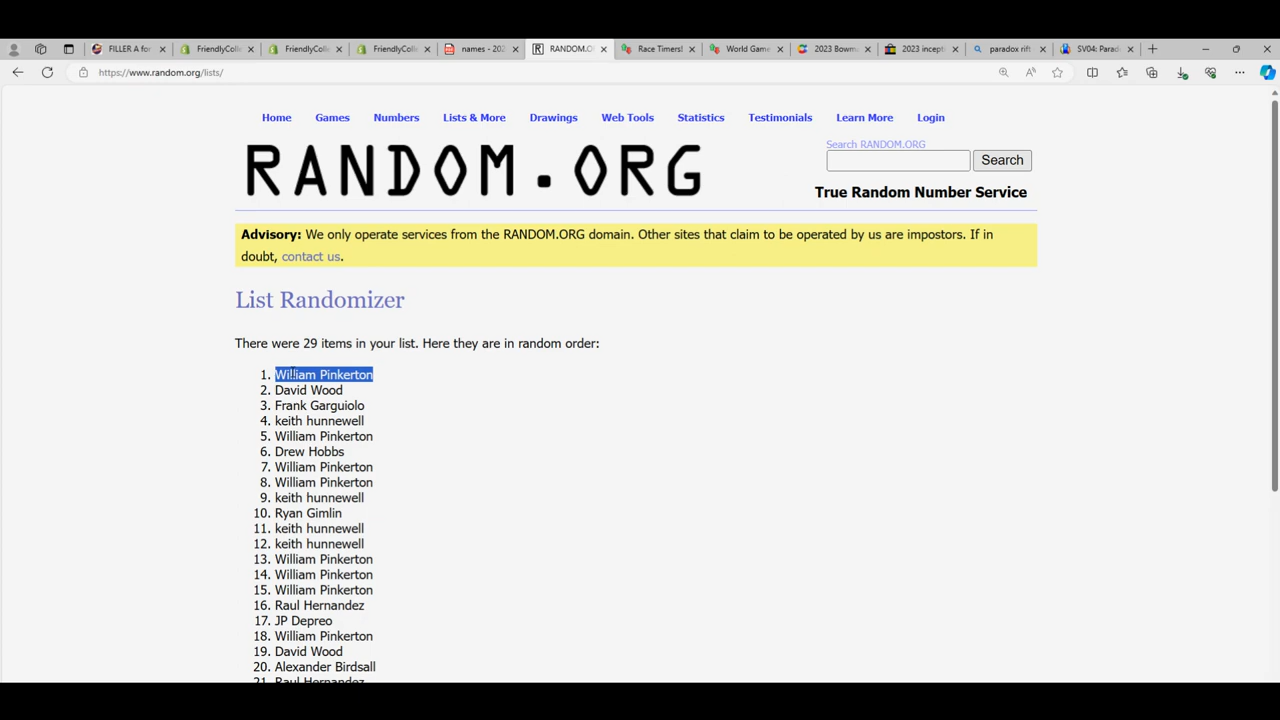 FILLER A for
FriendlyColle
FriendlyColle
FriendlyColle
names - 202
RANDOM.O
Race Timers!
World Game
2023 Bowm
2023 incepti
paradox rift
SV04: Parad
https://www.random.org/lists/
Home Games Numbers Lists & More Drawings Web Tools Statistics Testimonials Learn More Login
RANDOM.ORG
Search RANDOM.ORG
Search
True Random Number Service
Advisory: We only operate services from the RANDOM.ORG domain. Other sites that claim to be operated by us are impostors. If in
doubt, contact us.
List Randomizer
There were 29 items in your list. Here they are in random order:
1. William Pinkerton
2. David Wood
3. Frank Garguiolo
4. keith hunnewell
5. William Pinkerton
6. Drew Hobbs
7. William Pinkerton
8. William Pinkerton
9. keith hunnewell
10. Ryan Gimlin
11. keith hunnewell
12. keith hunnewell
13. William Pinkerton
14. William Pinkerton
15. William Pinkerton
16. Raul Hernandez
17. JP Depreo
18. William Pinkerton
19. David Wood
20. Alexander Birdsall
21. Raul Hernandez